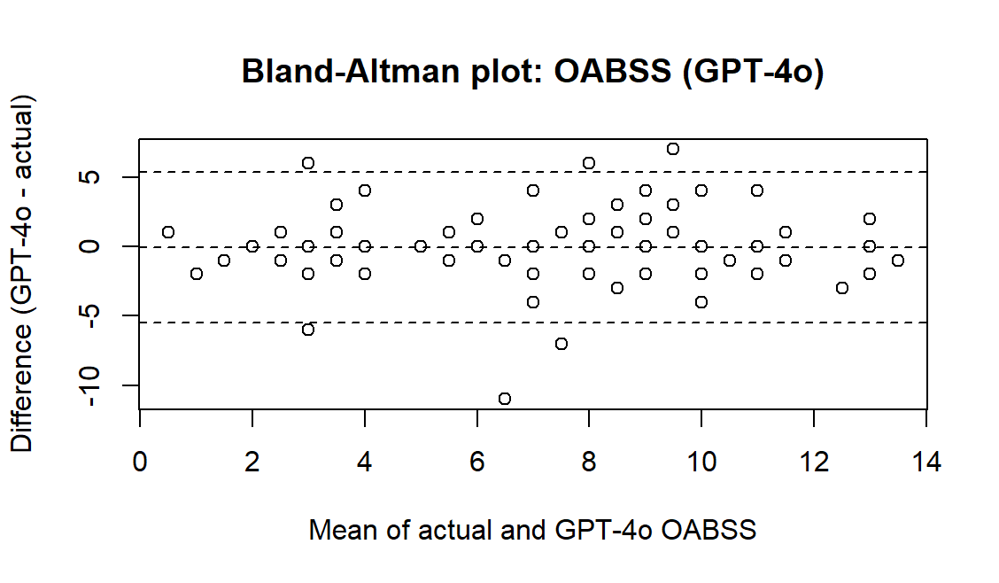 Bland-Altman plot: OABSS (GPT-4o)
Difference (GPT-4o - actual)
5
0
-5
-10
0 2 4 6 8 10 12 14
Mean of actual and GPT-4o OABSS